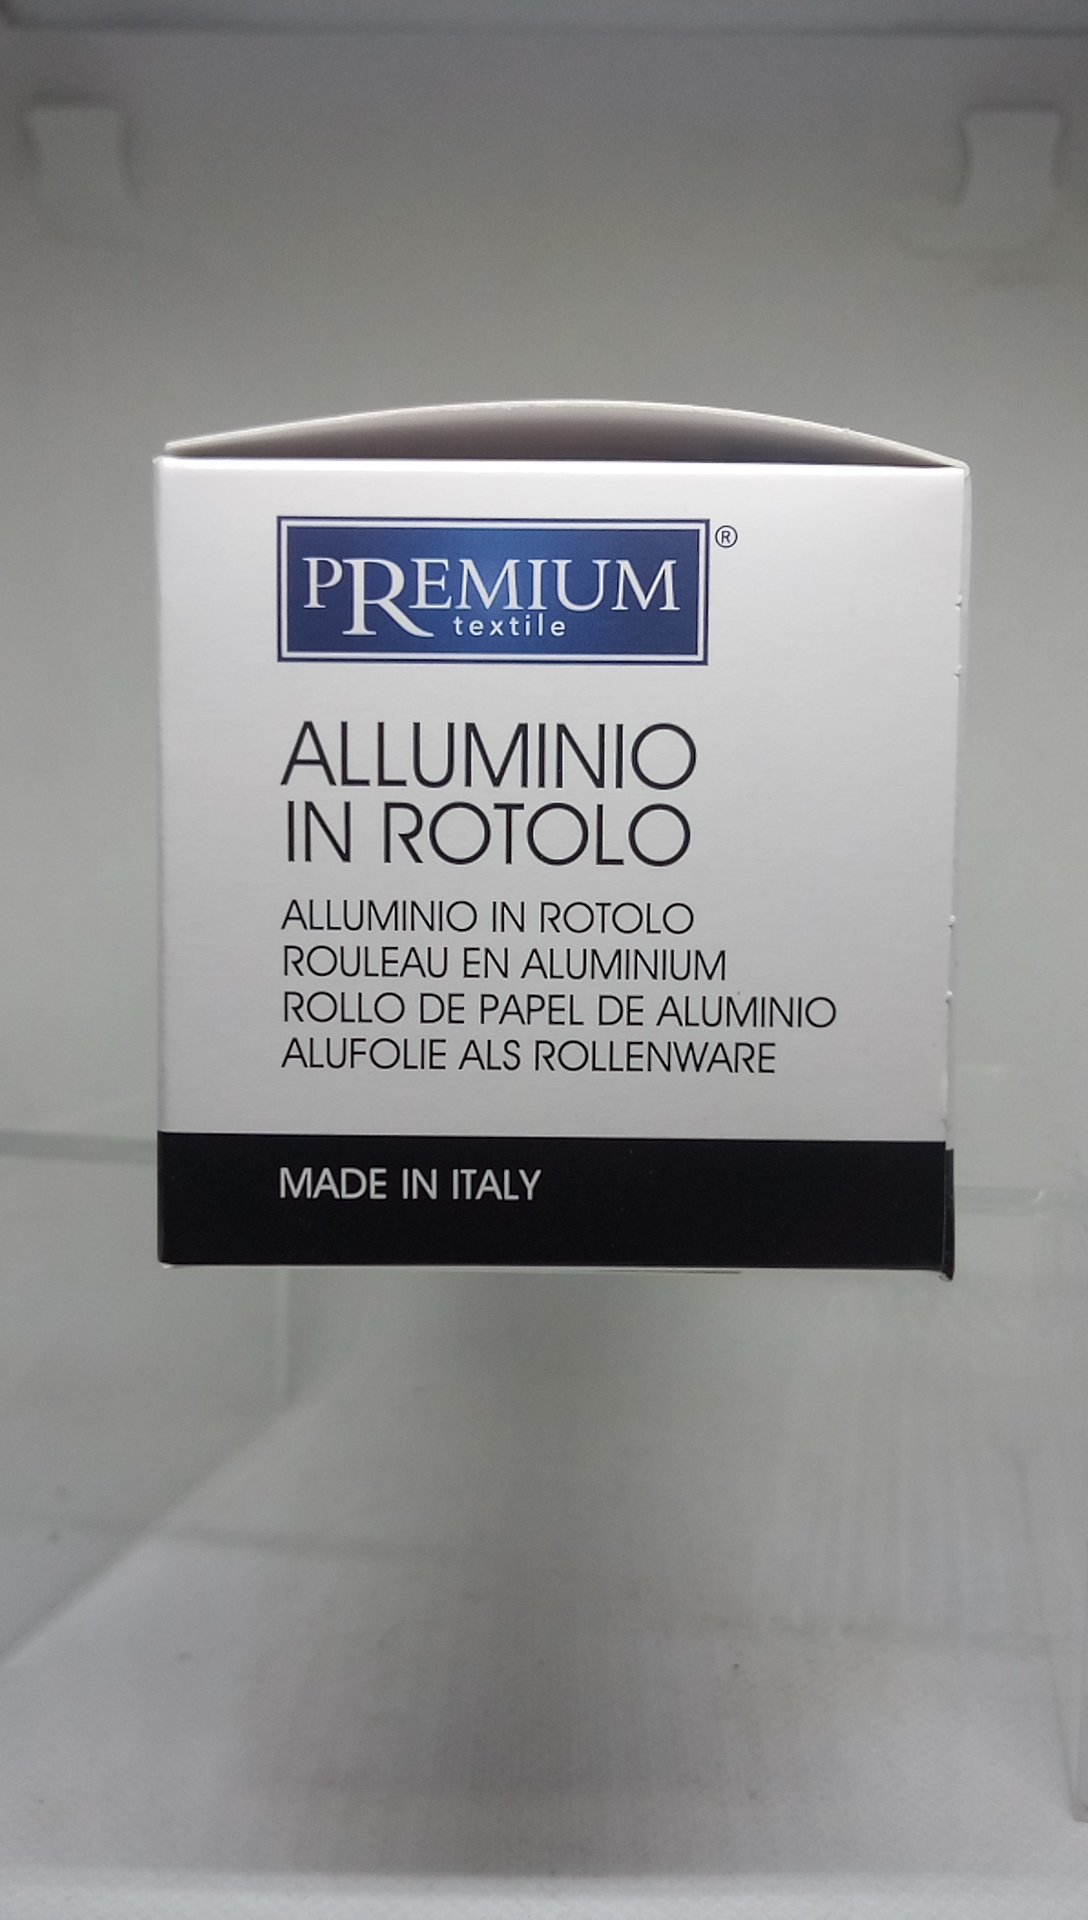 PREMIUM ®
textile
ALLUMINIO
IN ROTOLO
ALLUMINIO IN ROTOLO
ROULEAU EN ALUMINIUM
ROLLO DE PAPEL DE ALUMINIO
ALUFOLIE ALS ROLLENWARE
MADE IN ITALY